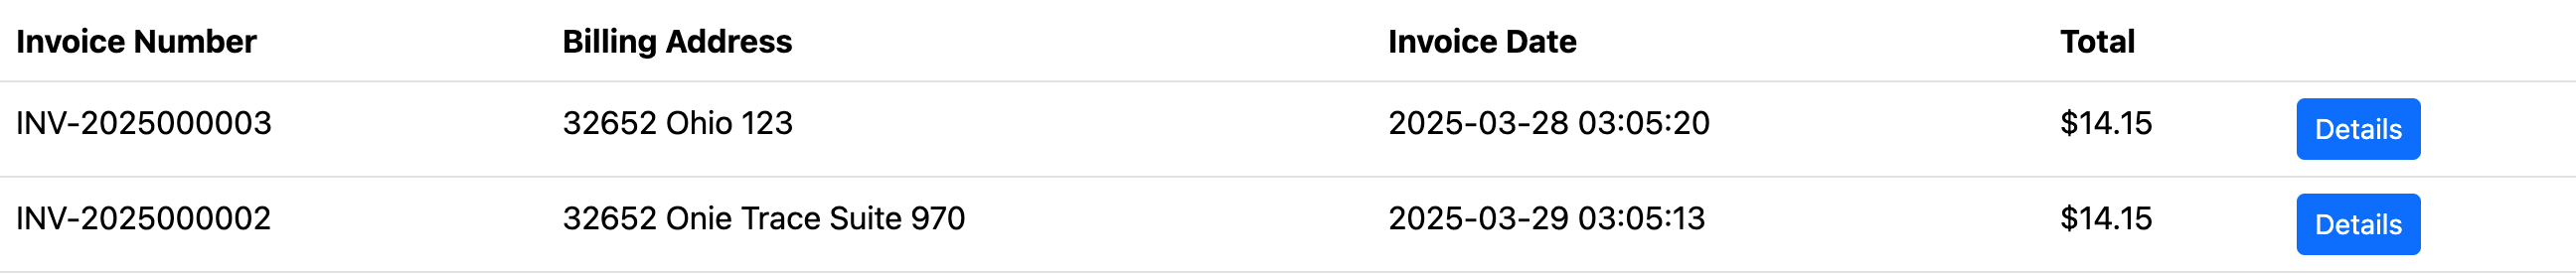 Invoice Number Billing Address Invoice Date Total
INV-2025000003 32652 Ohio 123 2025-03-28 03:05:20 $14.15 Details
INV-2025000002 32652 Onie Trace Suite 970 2025-03-29 03:05:13 $14.15 Details